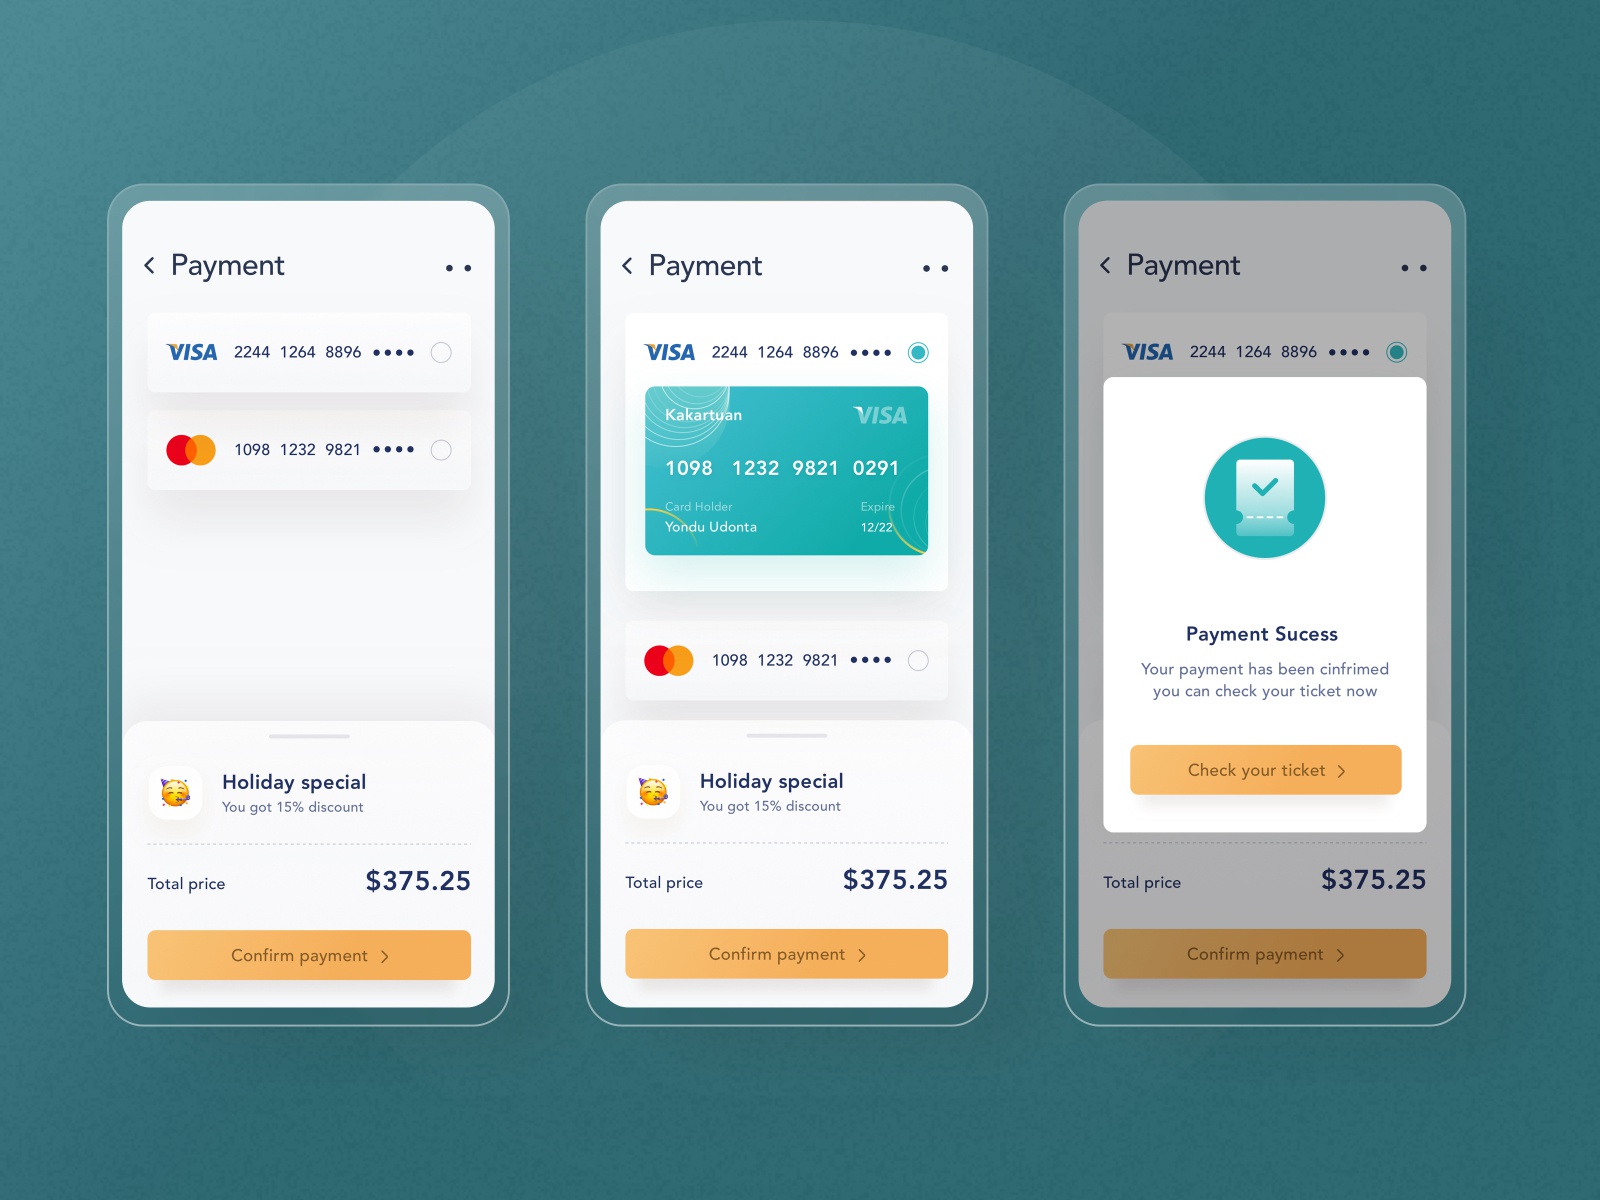 Payment
VISA 2244 1264 8896 ••••
1098 1232 9821 ••••
Holiday special
You got 15% discount
Total price $375.25
Confirm payment
Payment
VISA 2244 1264 8896 ••••
Kakartuan VISA
1098 1232 9821 0291
Card Holder Expire
Yondu Udonta 12/22
1098 1232 9821 ••••
Holiday special
You got 15% discount
Total price $375.25
Confirm payment
Payment
VISA 2244 1264 8896 ••••
Payment Sucess
Your payment has been cinfrimed
you can check your ticket now
Check your ticket
Total price $375.25
Confirm payment